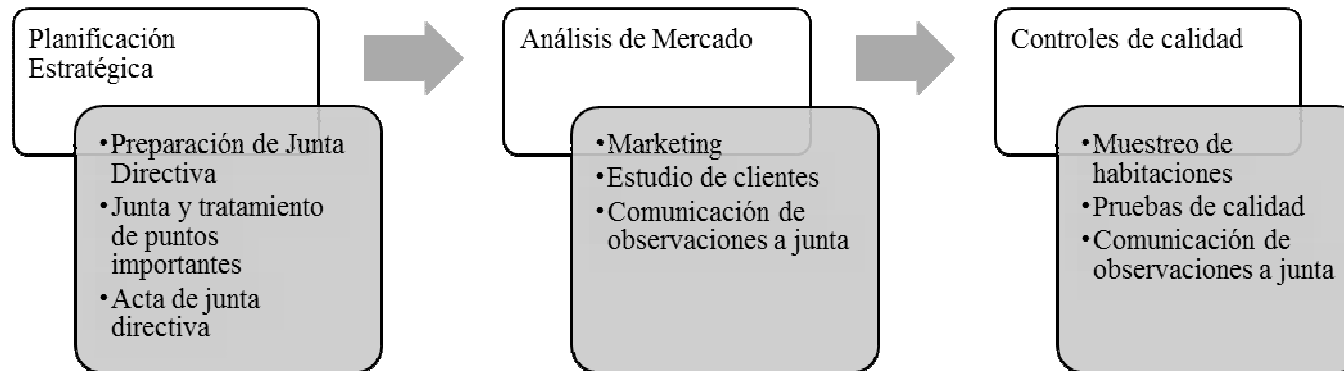 Planificación
Estratégica
•Preparación de Junta
Directiva
•Junta y tratamiento
de puntos
importantes
•Acta de junta
directiva
Análisis de Mercado
•Marketing
•Estudio de clientes
•Comunicación de
observaciones a junta
Controles de calidad
•Muestreo de
habitaciones
•Pruebas de calidad
•Comunicación de
observaciones a junta